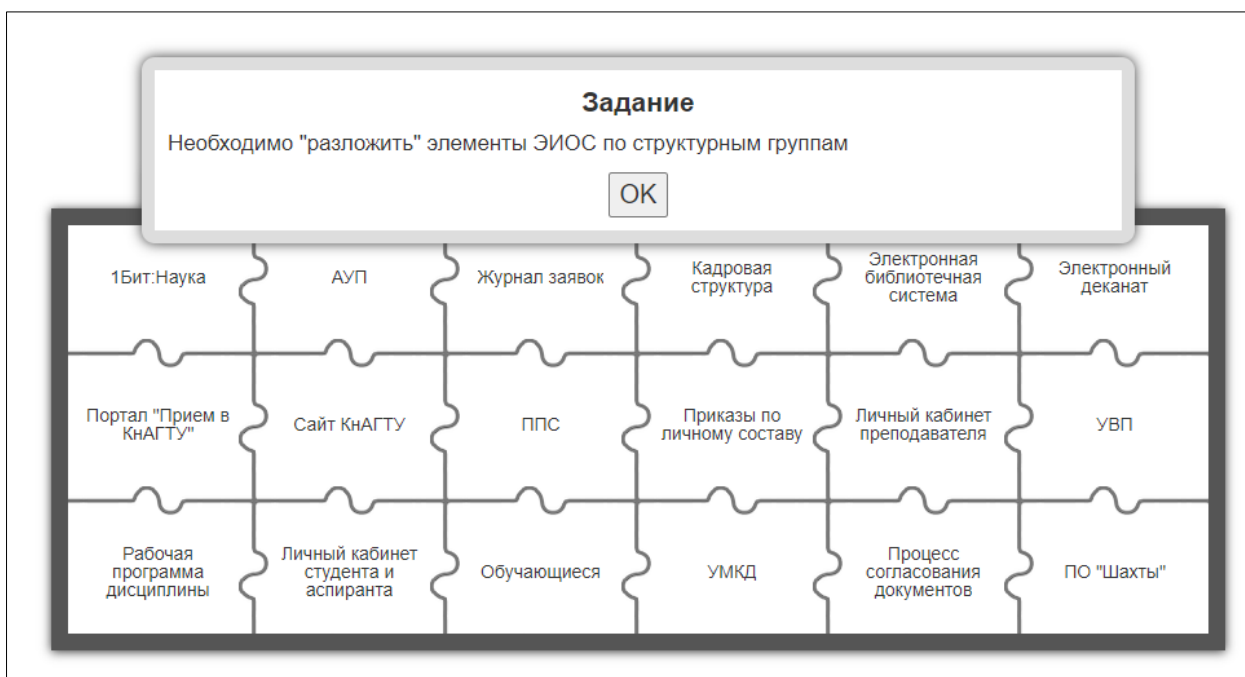 Задание
Необходимо "разложить" элементы ЭИОС по структурным группам
OK
1Бит:Наука
АУП
Журнал заявок
Кадровая
структура
Электронная
библиотечная
система
Электронный
деканат
Портал "Прием в
КнАГТУ"
Сайт КнАГТУ
ППС
Приказы по
личному составу
Личный кабинет
преподавателя
УВП
Рабочая
программа
дисциплины
Личный кабинет
студента и
аспиранта
Обучающиеся
УМКД
Процесс
согласования
документов
ПО "Шахты"